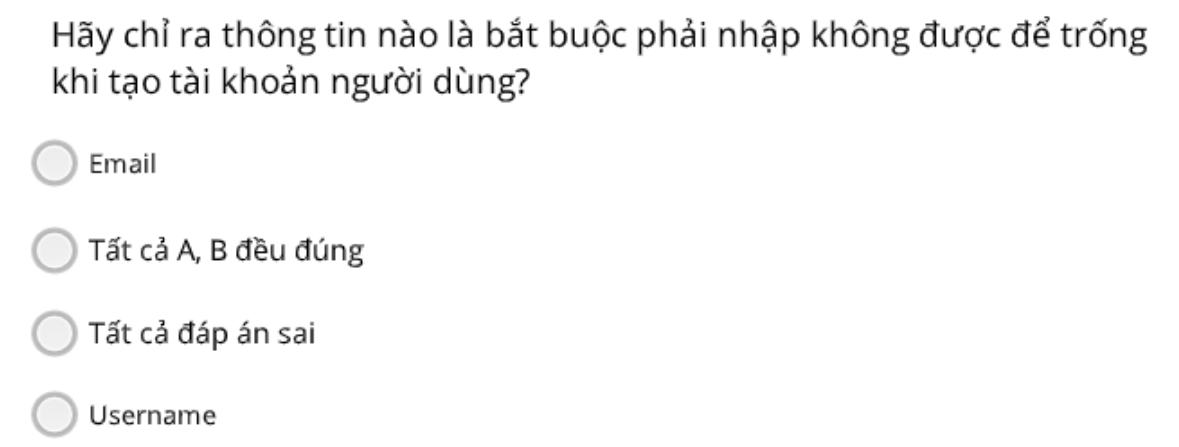 Hãy chỉ ra thông tin nào là bắt buộc phải nhập không được để trống
khi tạo tài khoản người dùng?
Email
Tất cả A, B đều đúng
Tất cả đáp án sai
Username